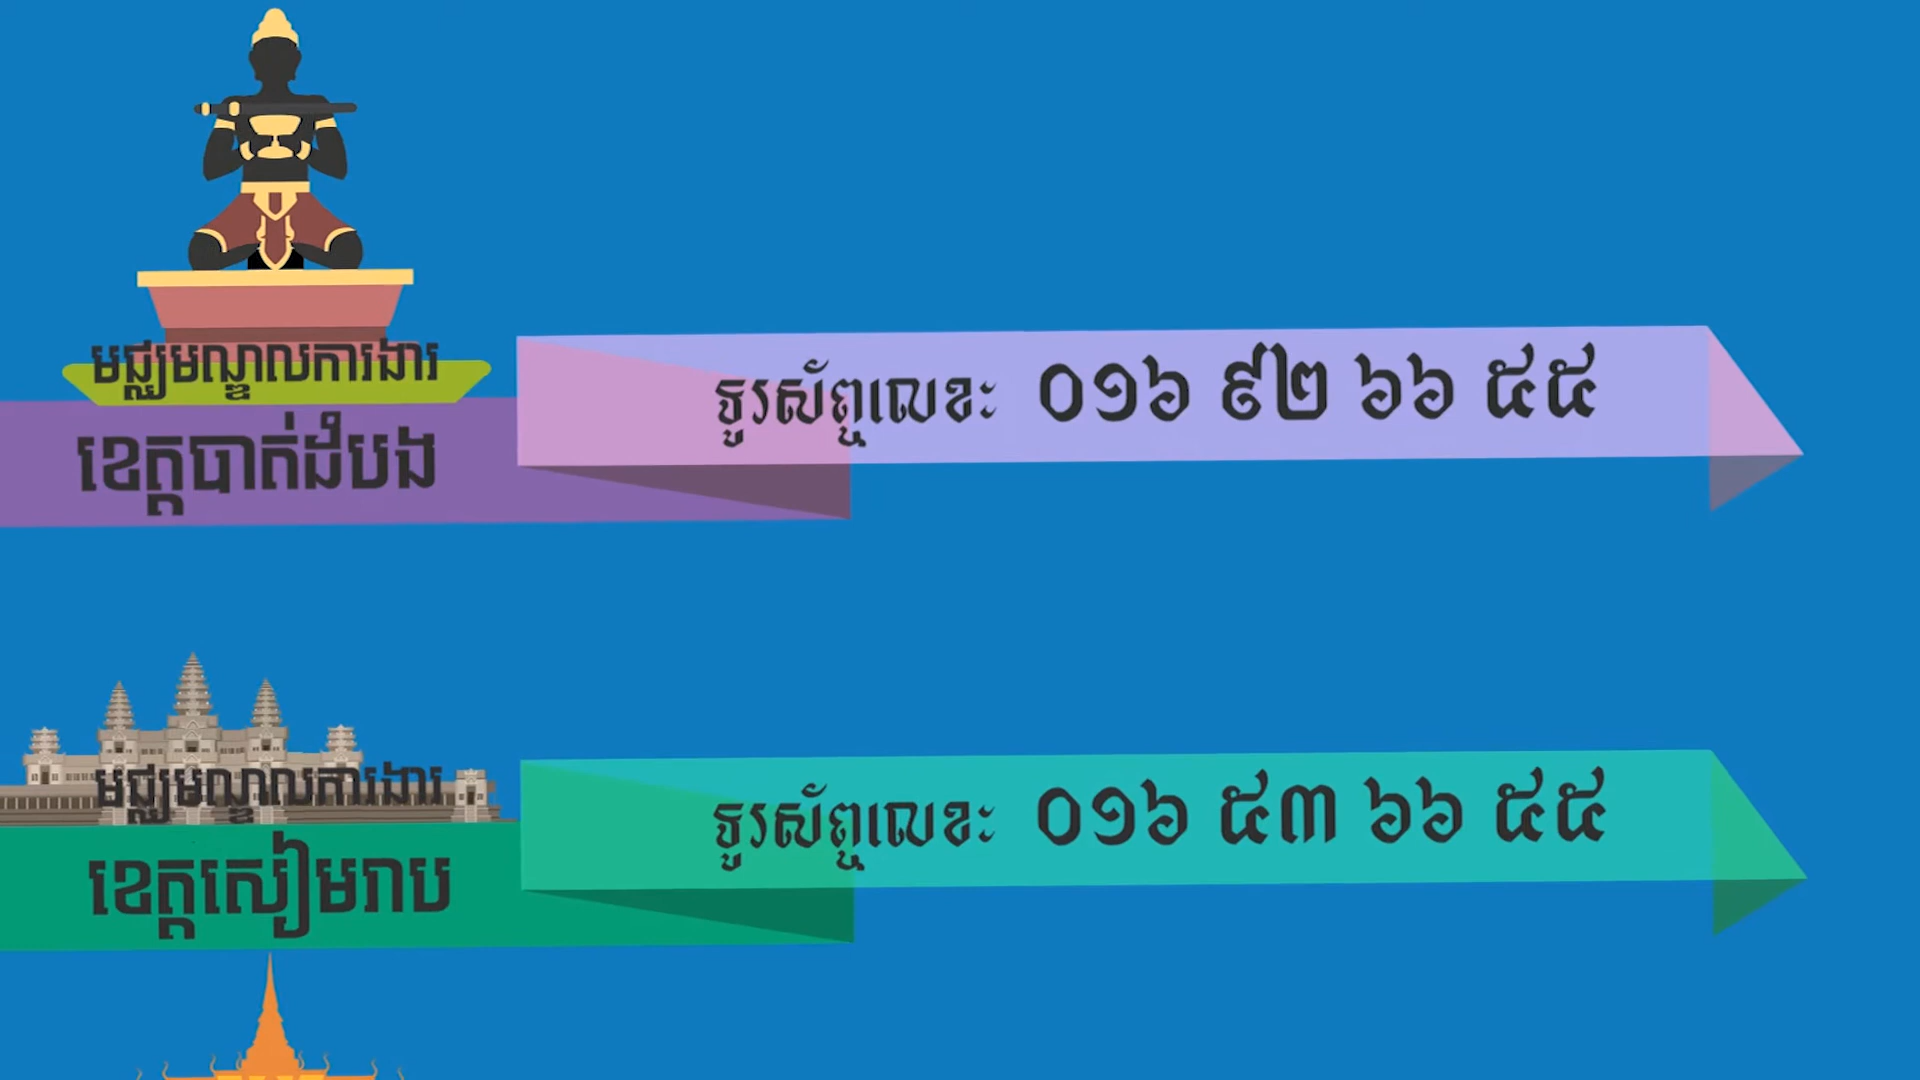 មជ្ឈមណ្ឌលការងារ
ខេត្តបាត់ដំបង
ទូរស័ព្ទលេខ៖ ០១៦ ៩២ ៦៦ ៥៥
មជ្ឈមណ្ឌលការងារ
ខេត្តសៀមរាប
ទូរស័ព្ទលេខ៖ ០១៦ ៥៣ ៦៦ ៥៥